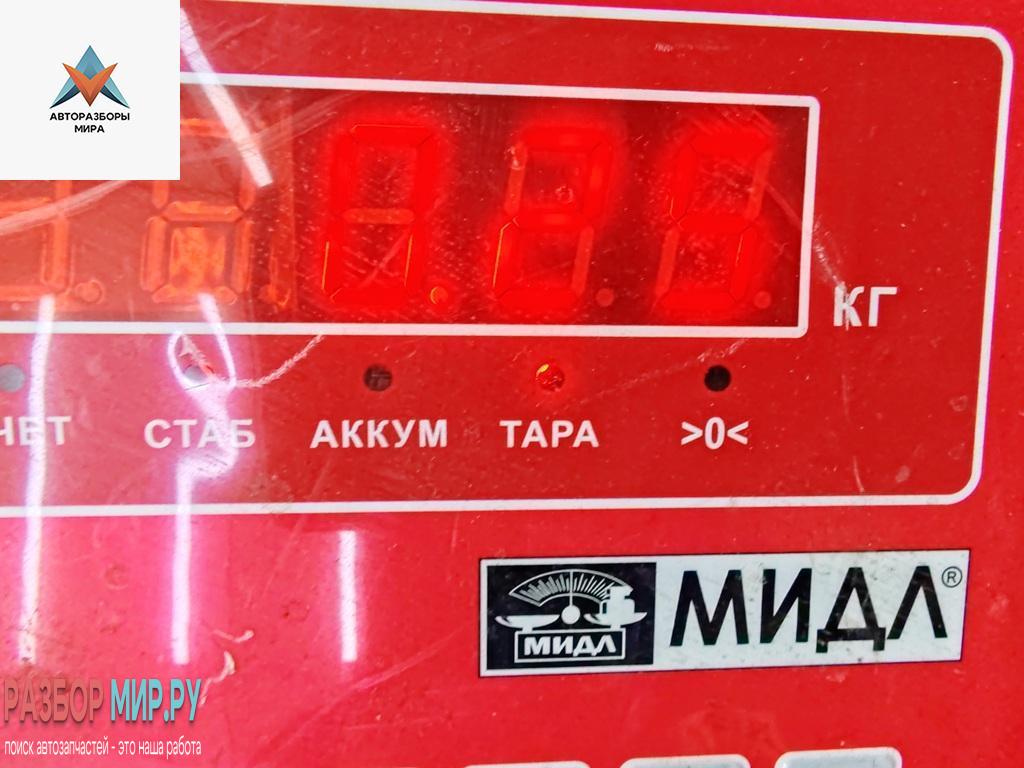 АВТОРАЗБОРЫ
МИРА
КГ
СТАБ АККУМ ТАРА >0<
МИДЛ
МИДЛ®
РАЗБОР МИР.РУ
поиск автозапчастей - это наша работа